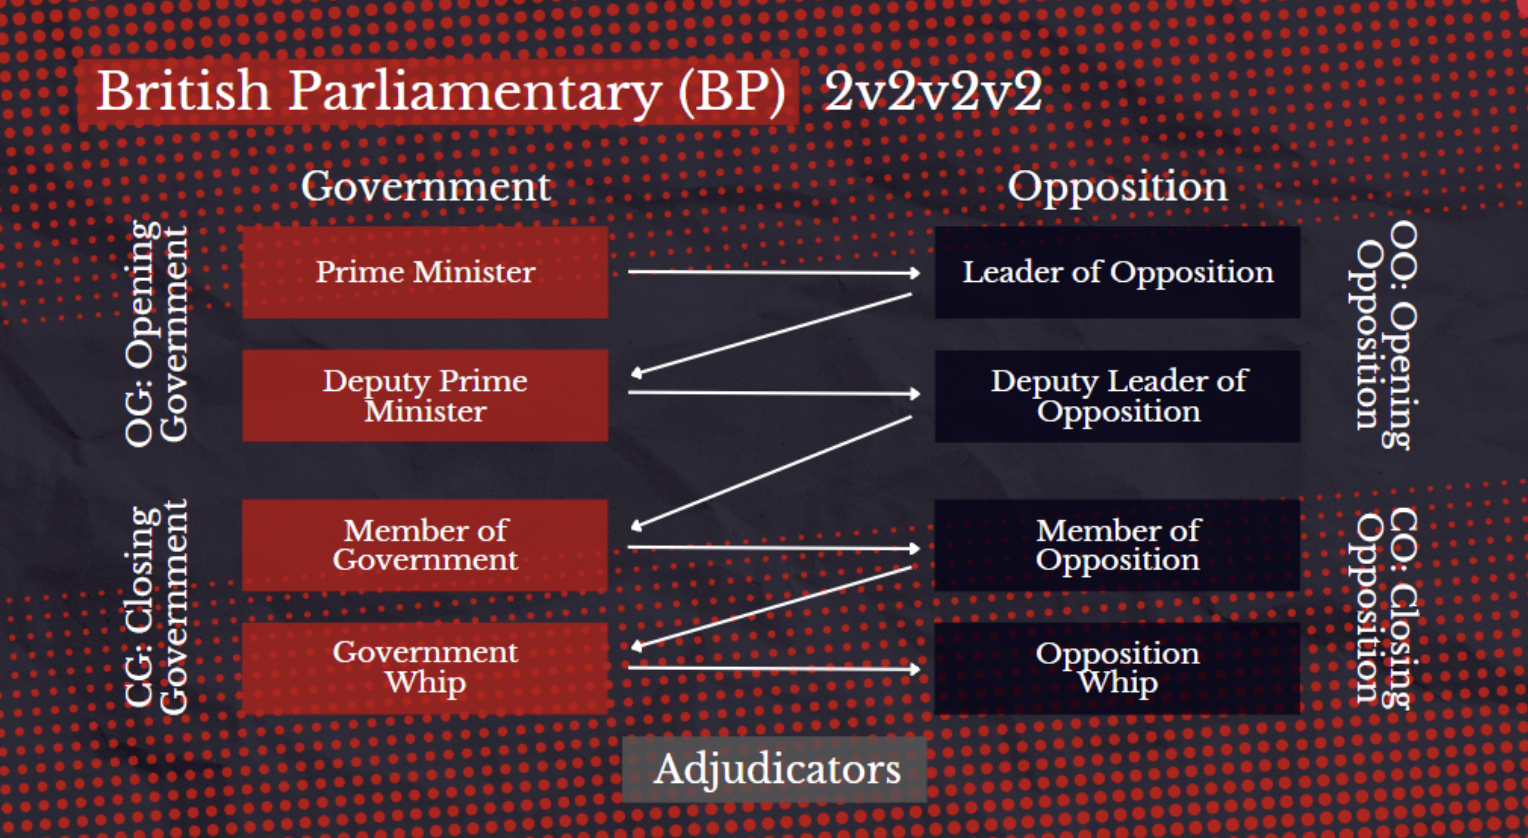 British Parliamentary (BP) 2v2v2v2
Government
Opposition
OG: Opening
Government
Prime Minister
Leader of Opposition
OO: Opening
Opposition
Deputy Prime
Minister
Deputy Leader of
Opposition
CG: Closing
Government
Member of
Government
Member of
Opposition
CO: Closing
Opposition
Government
Whip
Opposition
Whip
Adjudicators